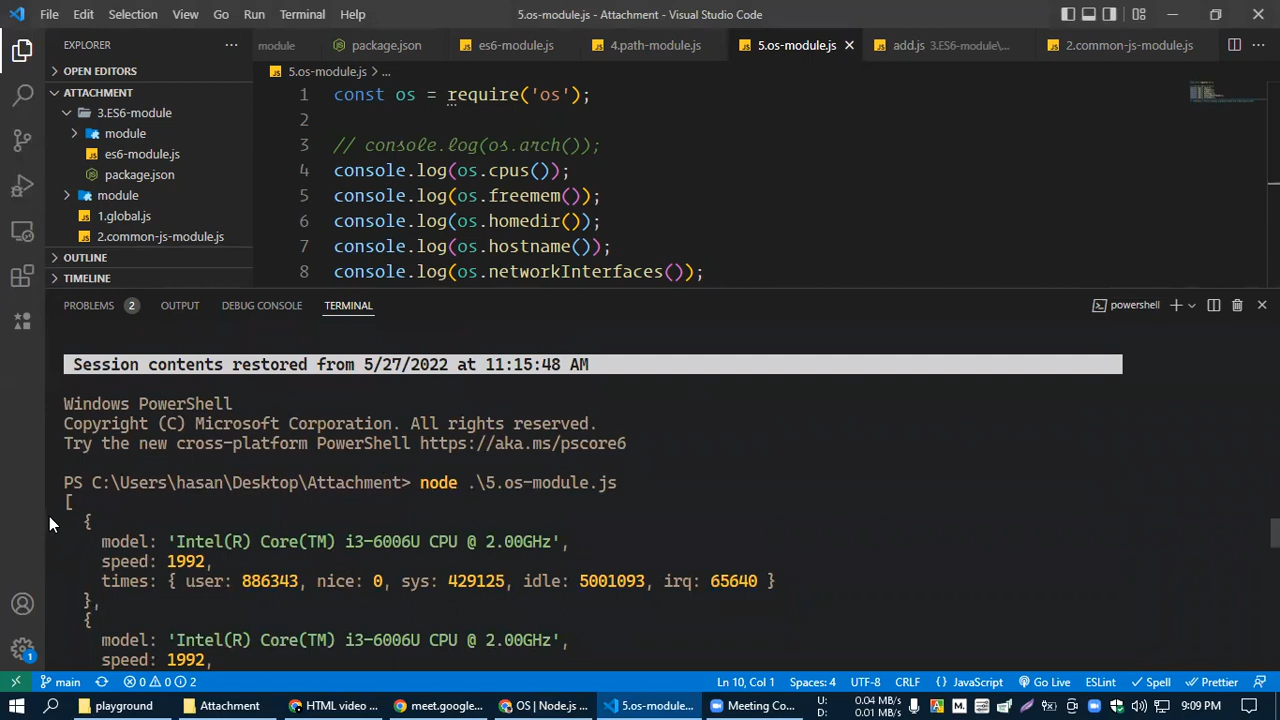 File Edit Selection View Go Run Terminal Help
5.os-module.js - Attachment - Visual Studio Code
EXPLORER
module
package.json
es6-module.js
4.path-module.js
5.os-module.js
add.js 3.ES6-module\...
2.common-js-module.js
OPEN EDITORS
ATTACHMENT
3.ES6-module
module
es6-module.js
package.json
module
1.global.js
2.common-js-module.js
OUTLINE
TIMELINE
5.os-module.js > ...
1 const os = require('os');
2
3 // console.log(os.arch());
4 console.log(os.cpus());
5 console.log(os.freemem());
6 console.log(os.homedir());
7 console.log(os.hostname());
8 console.log(os.networkInterfaces());
PROBLEMS 2 OUTPUT DEBUG CONSOLE TERMINAL
powershell
Session contents restored from 5/27/2022 at 11:15:48 AM
Windows PowerShell
Copyright (C) Microsoft Corporation. All rights reserved.
Try the new cross-platform PowerShell https://aka.ms/pscore6
PS C:\Users\hasan\Desktop\Attachment> node .\5.os-module.js
[
{
model: 'Intel(R) Core(TM) i3-6006U CPU @ 2.00GHz',
speed: 1992,
times: { user: 886343, nice: 0, sys: 429125, idle: 5001093, irq: 65640 }
},
{
model: 'Intel(R) Core(TM) i3-6006U CPU @ 2.00GHz',
speed: 1992,
1
main 0 0 2
Ln 10, Col 1 Spaces: 4 UTF-8 CRLF {} JavaScript Go Live ESLint Spell Prettier
playground
Attachment
HTML video ...
meet.google...
OS | Node.js ...
5.os-module...
Meeting Co...
U: 0.04 MB/s
D: 0.01 MB/s
9:09 PM